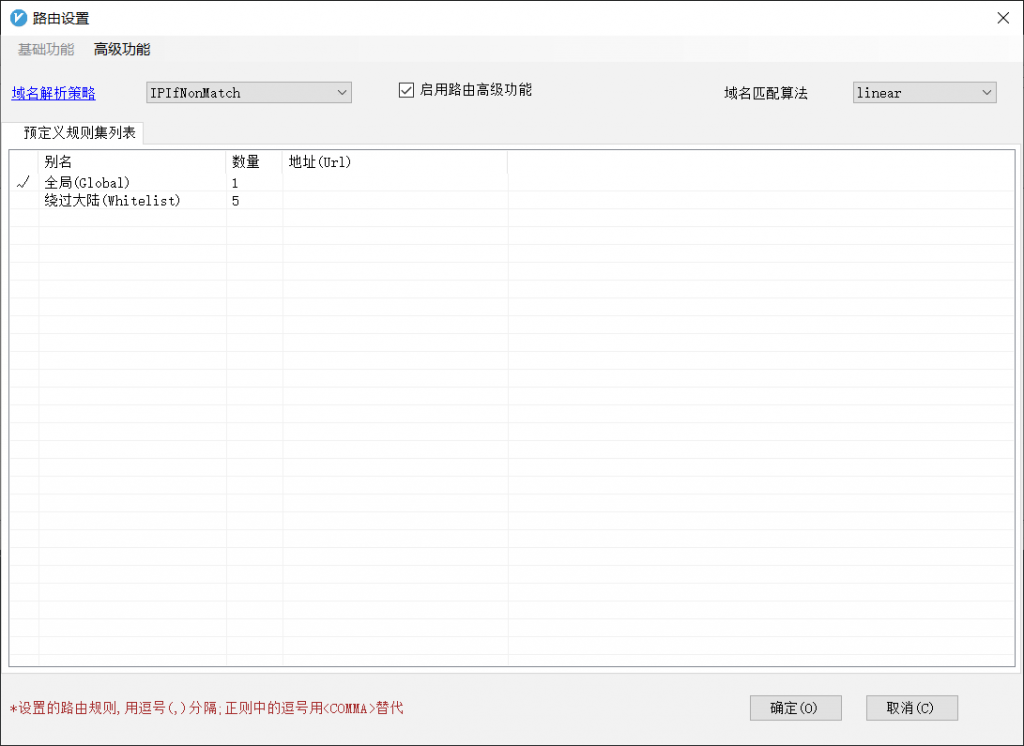 路由设置
基础功能 高级功能
域名解析策略 IPIfNonMatch 启用路由高级功能 域名匹配算法 linear
预定义规则集列表
别名 数量 地址(Url)
全局(Global) 1
绕过大陆(Whitelist) 5
*设置的路由规则,用逗号(,)分隔;正则中的逗号用<COMMA>替代 确定(O) 取消(C)